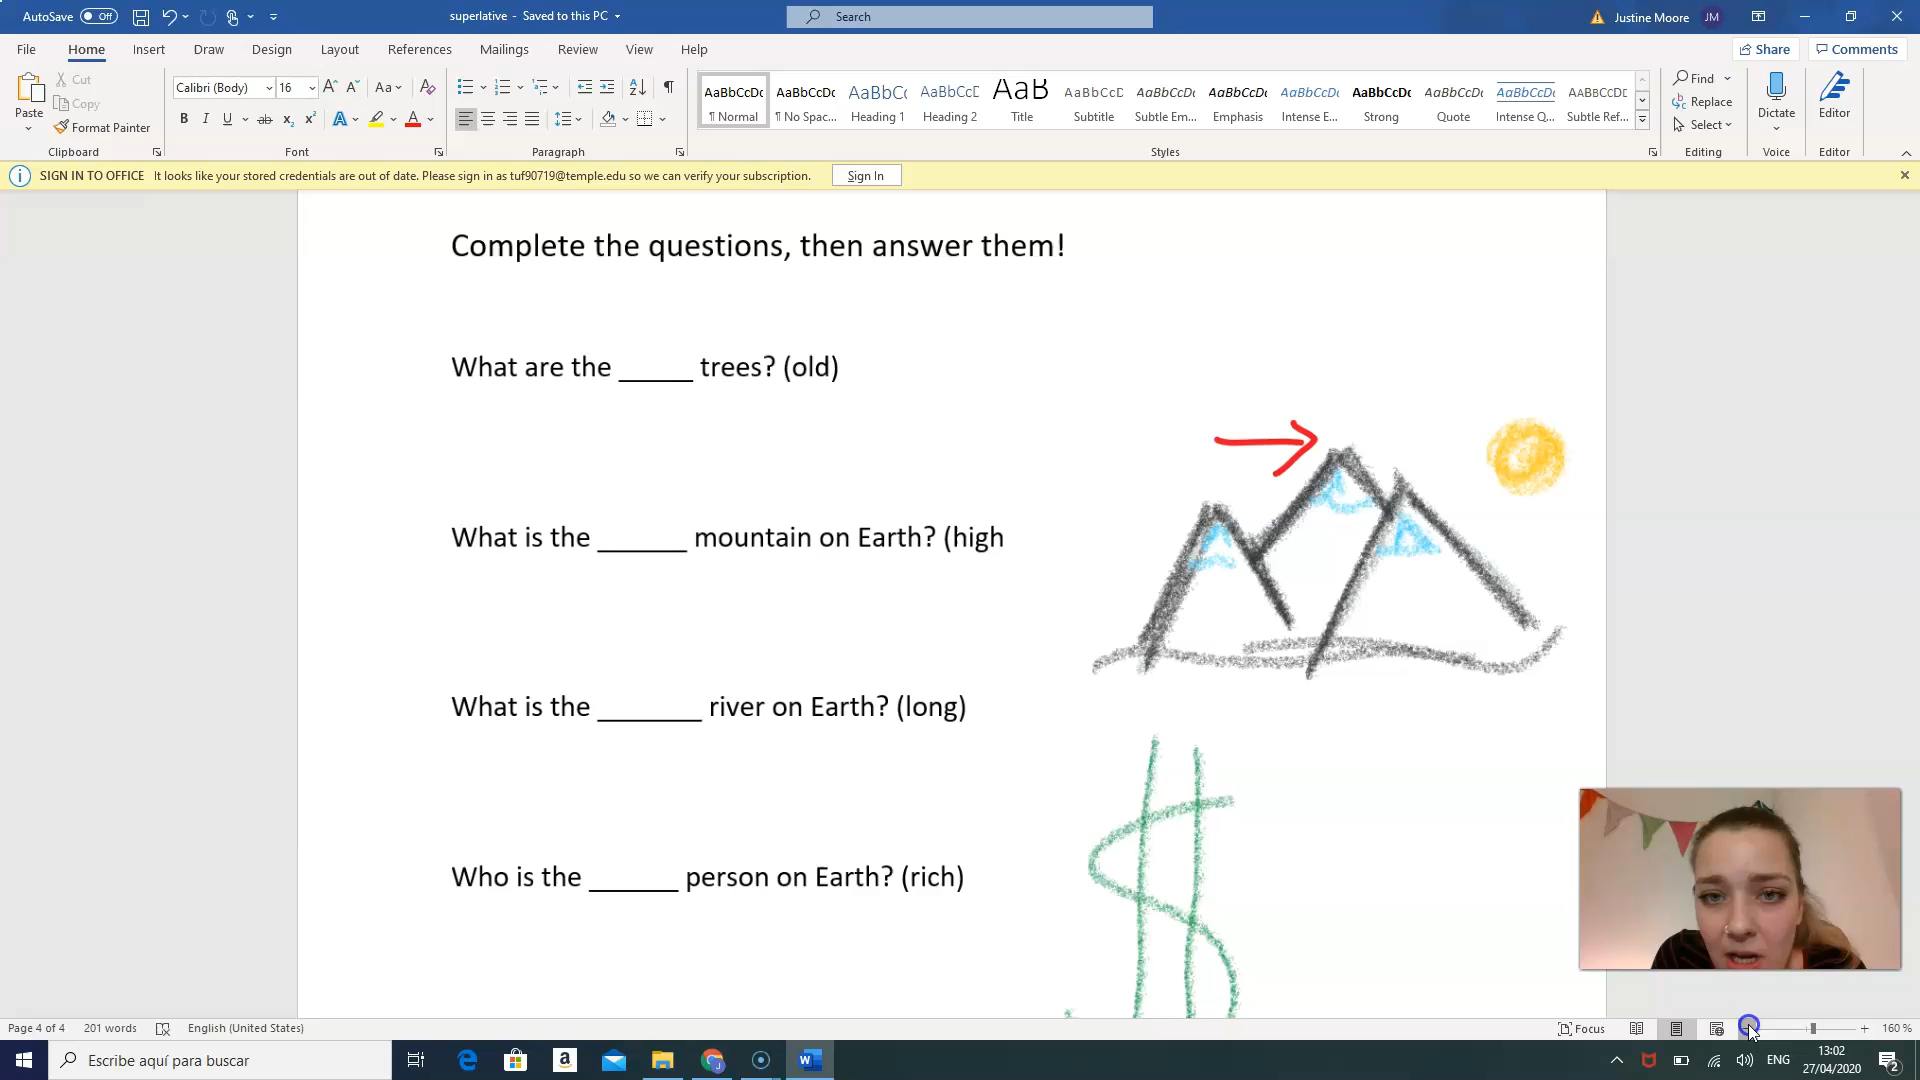 AutoSave Off superlative - Saved to this PC Search Justine Moore JM
File Home Insert Draw Design Layout References Mailings Review View Help Share Comments
Paste Cut Copy Format Painter Clipboard
Calibri (Body) 16 Aa Font
Paragraph
AaBbCcDc ¶ Normal
AaBbCcDc ¶ No Spac...
AaBbCc Heading 1
AaBbCcD Heading 2
AaB Title
AaBbCcD Subtitle
AaBbCcDc Subtle Em...
AaBbCcDc Emphasis
AaBbCcDc Intense E...
AaBbCcDc Strong
AaBbCcDc Quote
AaBbCcDc Intense Q...
AaBbCcDc Subtle Ref...
Styles
Find Replace Select Editing
Dictate Voice
Editor Editor
SIGN IN TO OFFICE It looks like your stored credentials are out of date. Please sign in as tuf90719@temple.edu so we can verify your subscription. Sign In
Complete the questions, then answer them!
What are the _____ trees? (old)
What is the ______ mountain on Earth? (high
What is the _______ river on Earth? (long)
Who is the ______ person on Earth? (rich)
Page 4 of 4 201 words English (United States) Focus 160 %
Escribe aquí para buscar ENG 13:02 27/04/2020 2